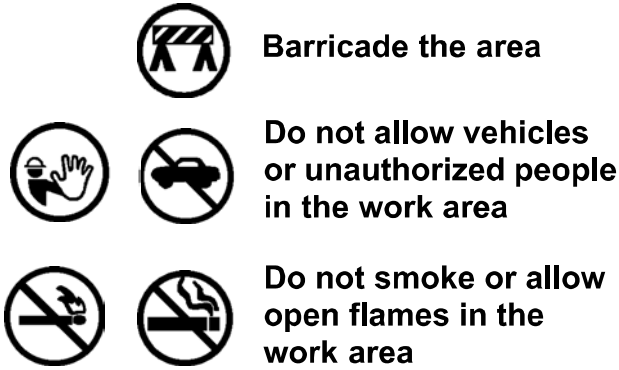 Barricade the area
Do not allow vehicles
or unauthorized people
in the work area
Do not smoke or allow
open flames in the
work area